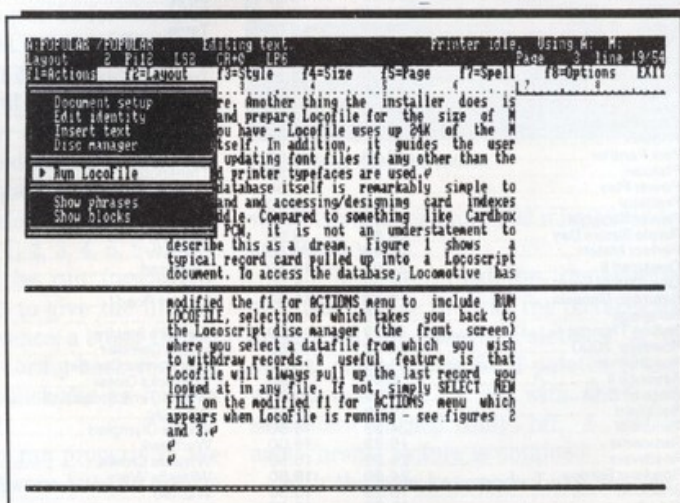 A:POPULAR /POPULAR Editing text. Printer idle. Using A: M:
Layout 2 Pi12 LS2 CR+0 LP6 Page 3 line 19/54
f1=Actions f2=Layout f3=Style f4=Size f5=Page f7=Spell f8=Options EXIT
Document setup
Edit identity
Insert text
Disc manager
Run LocoFile
Show phrases
Show blocks
re. Another thing the installer does is
and prepare Locofile for the size of M
ou have - Locofile uses up 24K of the M
tself. In addition, it guides the user
updating font files if any other than the
d printer typefaces are used.
database itself is remarkably simple to
and and accessing/designing card indexes
ddle. Compared to something like Cardbox
PCW, it is not an understatement to
describe this as a dream. Figure 1 shows a
typical record card pulled up into a Locoscript
document. To access the database, Locomotive has
modified the f1 for ACTIONS menu to include RUN
LOCOFILE, selection of which takes you back to
the Locoscript disc manager (the front screen)
where you select a datafile from which you wish
to withdraw records. A useful feature is that
LocoFile will always pull up the last record you
looked at in any file. If not, simply SELECT NEW
FILE on the modified f1 for ACTIONS menu which
appears when LocoFile is running - see figures 2
and 3.